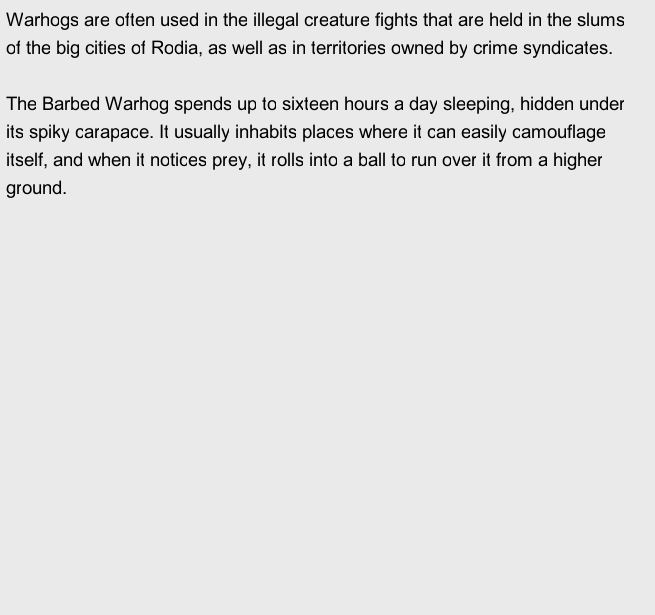 Warhogs are often used in the illegal creature fights that are held in the slums
of the big cities of Rodia, as well as in territories owned by crime syndicates.
The Barbed Warhog spends up to sixteen hours a day sleeping, hidden under
its spiky carapace. It usually inhabits places where it can easily camouflage
itself, and when it notices prey, it rolls into a ball to run over it from a higher
ground.